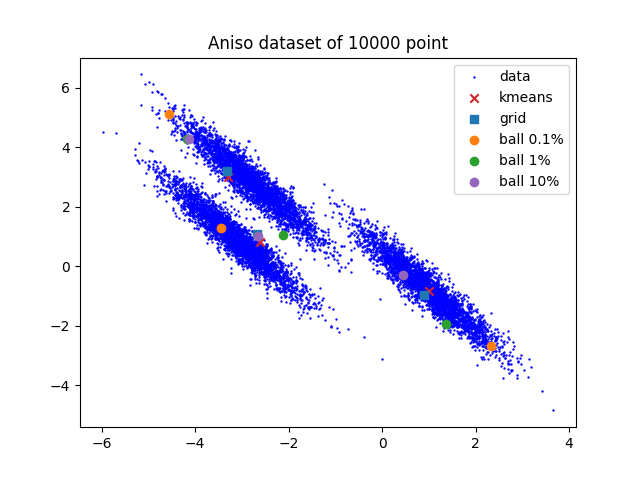 Aniso dataset of 10000 point
data
kmeans
grid
ball 0.1%
ball 1%
ball 10%
6
4
2
0
−2
−4
−6 −4 −2 0 2 4